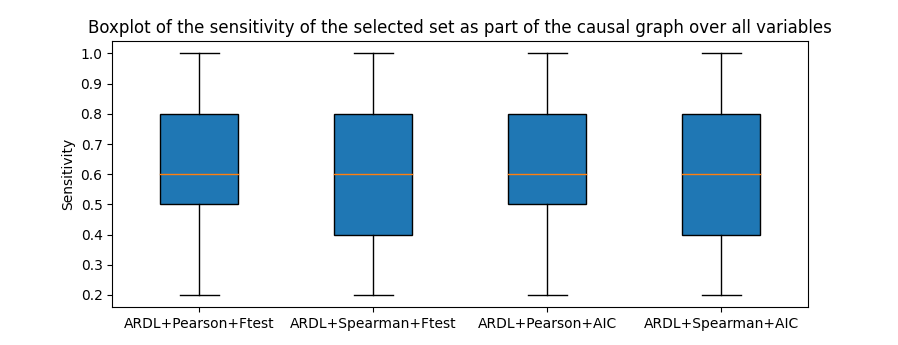 Boxplot of the sensitivity of the selected set as part of the causal graph over all variables
Sensitivity
1.0
0.9
0.8
0.7
0.6
0.5
0.4
0.3
0.2
ARDL+Pearson+Ftest
ARDL+Spearman+Ftest
ARDL+Pearson+AIC
ARDL+Spearman+AIC